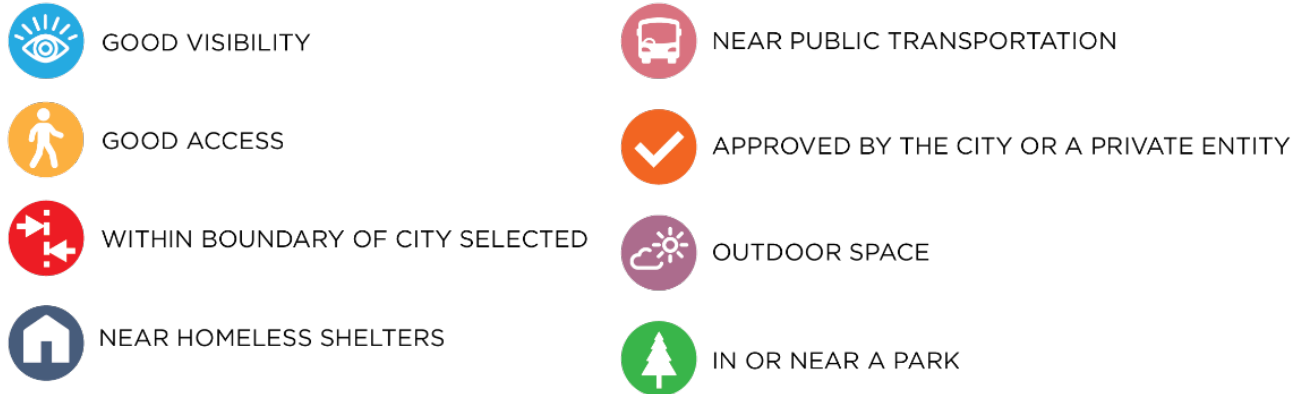 GOOD VISIBILITY
GOOD ACCESS
WITHIN BOUNDARY OF CITY SELECTED
NEAR HOMELESS SHELTERS
NEAR PUBLIC TRANSPORTATION
APPROVED BY THE CITY OR A PRIVATE ENTITY
OUTDOOR SPACE
IN OR NEAR A PARK